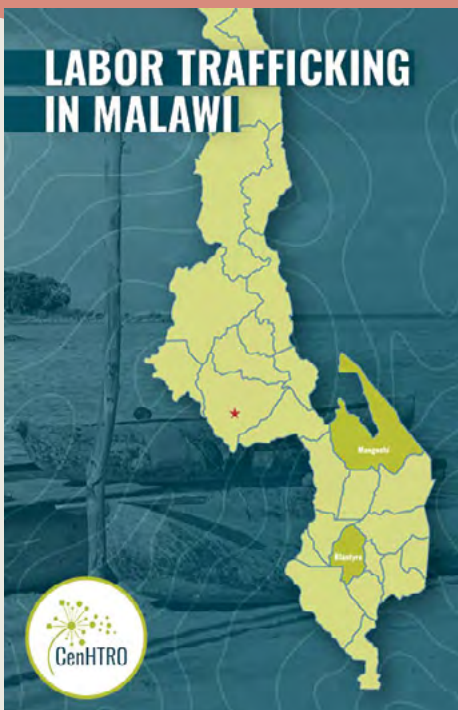 LABOR TRAFFICKING
IN MALAWI
Mangochi
Blantyre
CenHTRO